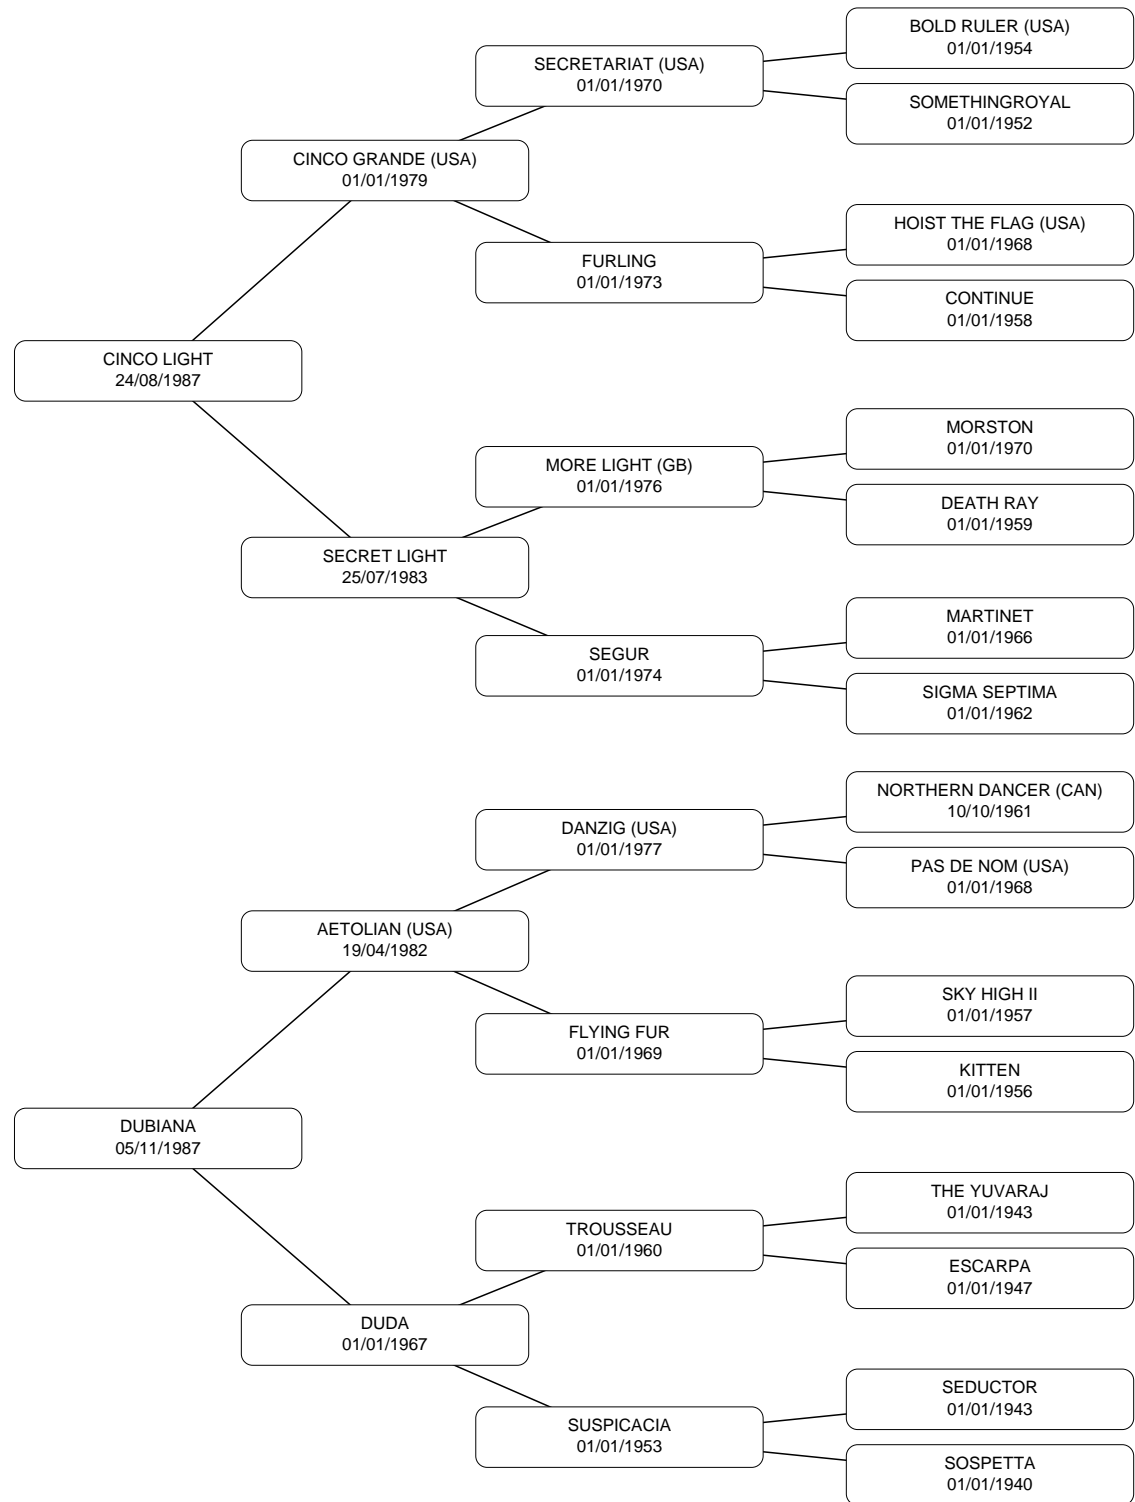 BOLD RULER (USA)
01/01/1954
SECRETARIAT (USA)
01/01/1970
SOMETHINGROYAL
01/01/1952
CINCO GRANDE (USA)
01/01/1979
HOIST THE FLAG (USA)
01/01/1968
FURLING
01/01/1973
CONTINUE
01/01/1958
CINCO LIGHT
24/08/1987
MORSTON
01/01/1970
MORE LIGHT (GB)
01/01/1976
DEATH RAY
01/01/1959
SECRET LIGHT
25/07/1983
MARTINET
01/01/1966
SEGUR
01/01/1974
SIGMA SEPTIMA
01/01/1962
NORTHERN DANCER (CAN)
10/10/1961
DANZIG (USA)
01/01/1977
PAS DE NOM (USA)
01/01/1968
AETOLIAN (USA)
19/04/1982
SKY HIGH II
01/01/1957
FLYING FUR
01/01/1969
KITTEN
01/01/1956
DUBIANA
05/11/1987
THE YUVARAJ
01/01/1943
TROUSSEAU
01/01/1960
ESCARPA
01/01/1947
DUDA
01/01/1967
SEDUCTOR
01/01/1943
SUSPICACIA
01/01/1953
SOSPETTA
01/01/1940